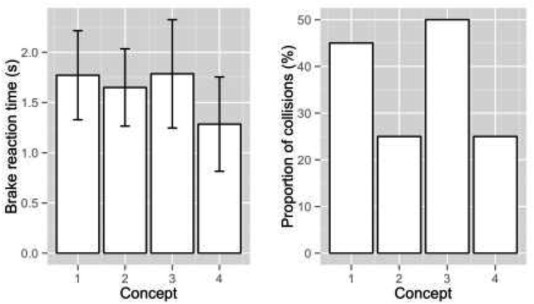 Brake reaction time (s)
2.0
1.5
1.0
0.5
0.0
1 2 3 4
Concept
Proportion of collisions (%)
50
40
30
20
10
0
1 2 3 4
Concept